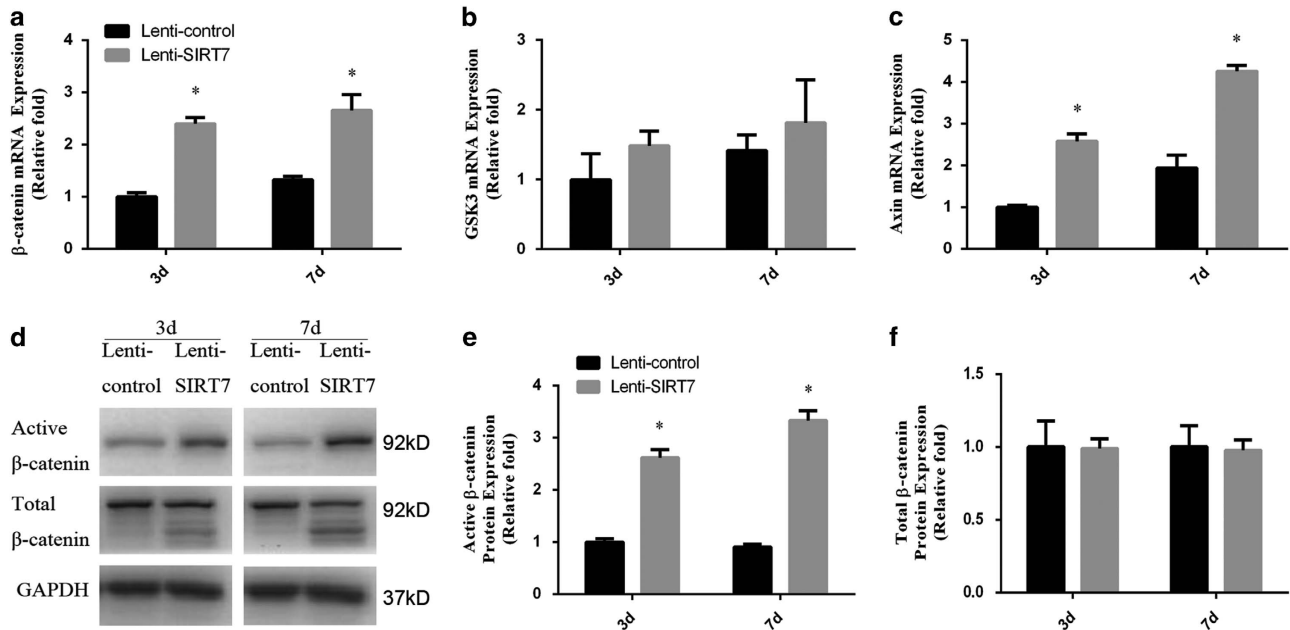 a
β-catenin mRNA Expression
(Relative fold)
4
3
2
1
0
Lenti-control
Lenti-SIRT7
*
*
3d
7d
b
GSK3 mRNA Expression
(Relative fold)
3
2
1
0
3d
7d
c
Axin mRNA Expression
(Relative fold)
5
4
3
2
1
0
*
*
3d
7d
d
3d
7d
Lenti- Lenti- Lenti- Lenti-
control SIRT7 control SIRT7
Active
β-catenin
92kD
Total
β-catenin
92kD
GAPDH
37kD
e
Active β-catenin
Protein Expression
(Relative fold)
4
3
2
1
0
Lenti-control
Lenti-SIRT7
*
*
3d
7d
f
Total β-catenin
Protein Expression
(Relative fold)
1.5
1.0
0.5
0.0
3d
7d